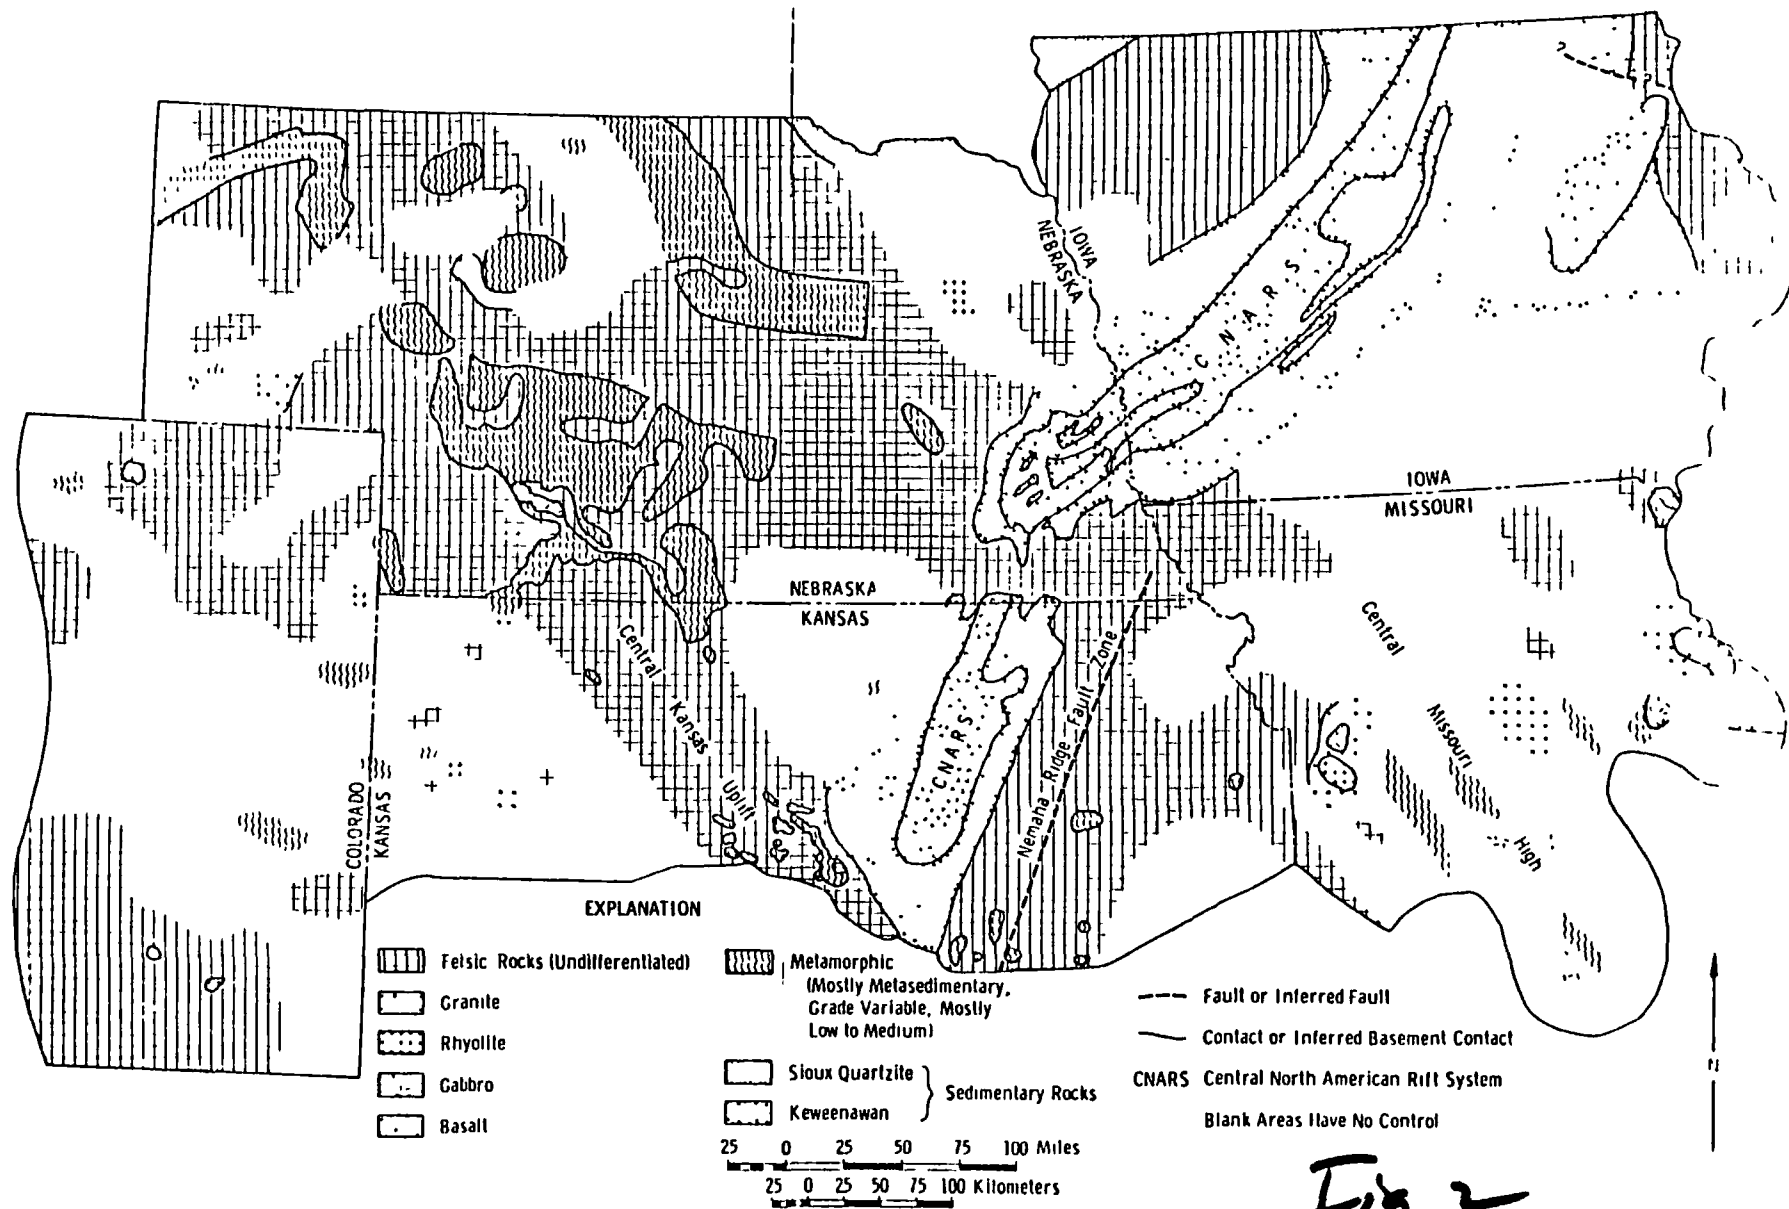 IOWA
NEBRASKA
CNARS
IOWA
MISSOURI
NEBRASKA
KANSAS
Central
Kansas
Uplift
CNARS
Nemaha Ridge Fault Zone
Central
Missouri
High
COLORADO
KANSAS
EXPLANATION
Felsic Rocks (Undifferentiated)
Granite
Rhyolite
Gabbro
Basalt
Metamorphic
(Mostly Metasedimentary,
Grade Variable, Mostly
Low to Medium)
Sioux Quartzite
Keweenawan
Sedimentary Rocks
Fault or Inferred Fault
Contact or Inferred Basement Contact
CNARS Central North American Rift System
Blank Areas Have No Control
N
25 0 25 50 75 100 Miles
25 0 25 50 75 100 Kilometers
Fig 2